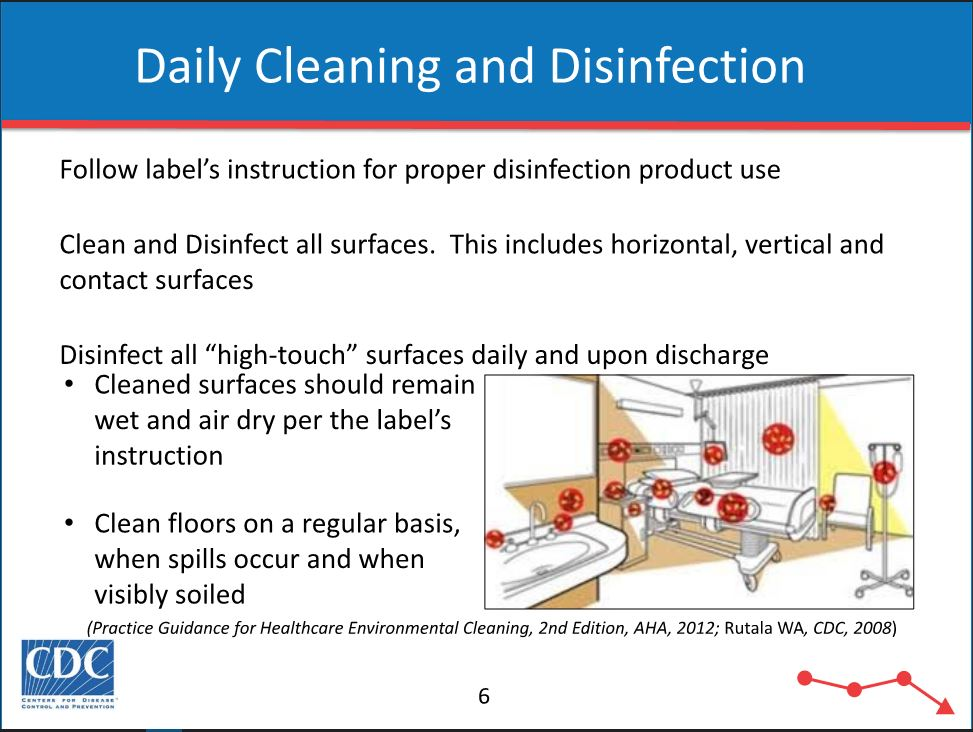 Daily Cleaning and Disinfection
Follow label’s instruction for proper disinfection product use
Clean and Disinfect all surfaces.  This includes horizontal, vertical and
contact surfaces
Disinfect all “high-touch” surfaces daily and upon discharge
• Cleaned surfaces should remain
wet and air dry per the label’s
instruction
• Clean floors on a regular basis,
when spills occur and when
visibly soiled
(Practice Guidance for Healthcare Environmental Cleaning, 2nd Edition, AHA, 2012; Rutala WA, CDC, 2008)
CDC
CENTERS FOR DISEASE
CONTROL AND PREVENTION
6